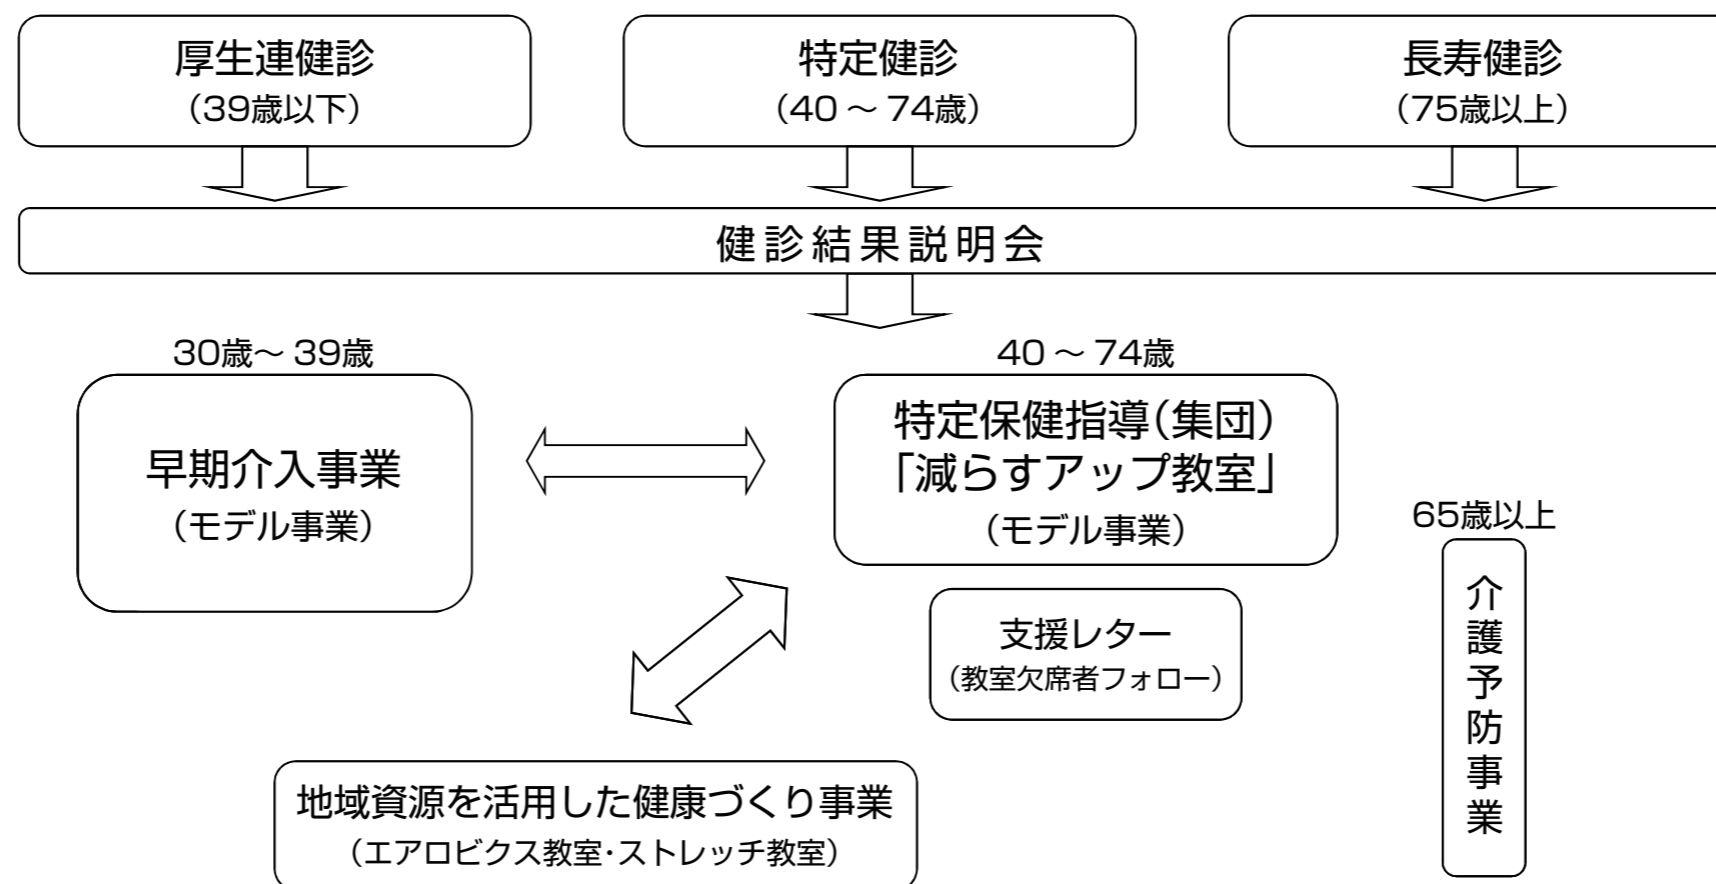 厚生連健診
(39歳以下)
特定健診
(40～74歳)
長寿健診
(75歳以上)
健診結果説明会
30歳～39歳
早期介入事業
(モデル事業)
40～74歳
特定保健指導(集団)
「減らすアップ教室」
(モデル事業)
支援レター
(教室欠席者フォロー)
65歳以上
介護予防事業
地域資源を活用した健康づくり事業
(エアロビクス教室・ストレッチ教室)